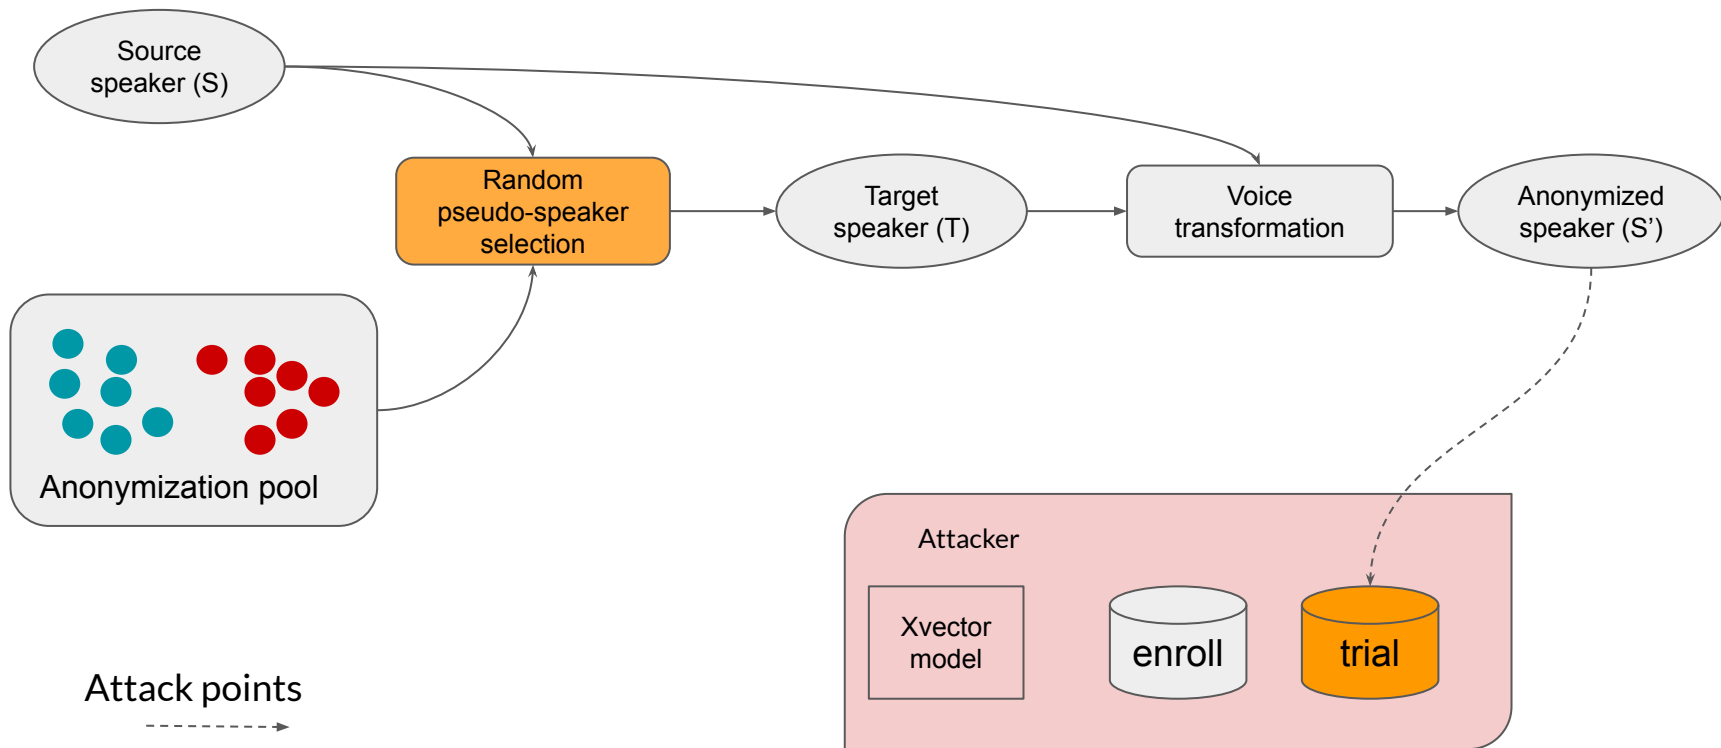 Source
speaker (S)
Random
pseudo-speaker
selection
Target
speaker (T)
Voice
transformation
Anonymized
speaker (S’)
Anonymization pool
Attacker
Xvector
model
enroll
trial
Attack points